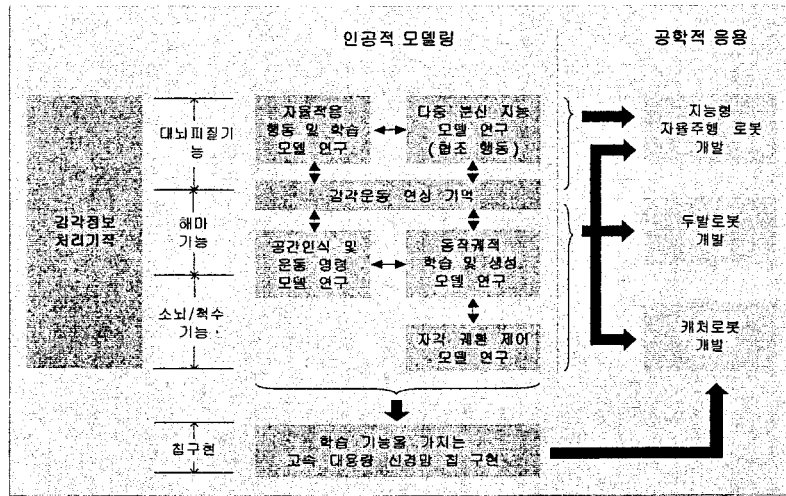 인공적 모델링
공학적 응용
감각정보
처리기작
대뇌피질기
능
해마
기능
소뇌/척수
기능
칩구현
자율적응
행동 및 학습
모델 연구
다중 분신 지능
모델 연구
(협조 행동)
감각운동 연상 기억
공간인식 및
운동 명령
모델 연구
동작궤적
학습 및 생성
모델 연구
자각 궤환 제어
모델 연구
학습 기능을 가지는
고속 대용량 신경망 칩 구현
지능형
자율주행 로봇
개발
두발로봇
개발
캐처로봇
개발